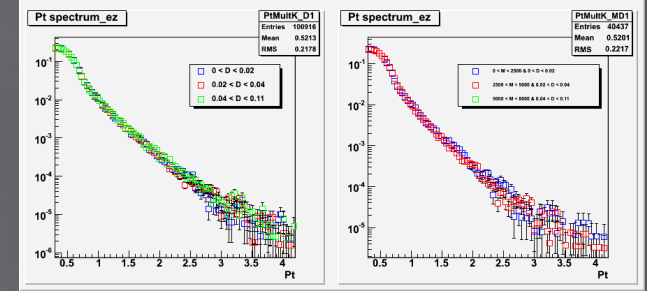 Pt spectrum_ez
PtMultK_D1
Entries 100916
Mean 0.5213
RMS 0.2178
0 < D < 0.02
0.02 < D < 0.04
0.04 < D < 0.11
10^-1
10^-2
10^-3
10^-4
10^-5
10^-6
0.5 1 1.5 2 2.5 3 3.5 4
Pt
Pt spectrum_ez
PtMultK_MD1
Entries 40437
Mean 0.5201
RMS 0.2217
0 < M < 2500 & 0 < D < 0.02
2500 < M < 5000 & 0.02 < D < 0.04
5000 < M < 8000 & 0.04 < D < 0.11
10^-1
10^-2
10^-3
10^-4
10^-5
0.5 1 1.5 2 2.5 3 3.5 4
Pt